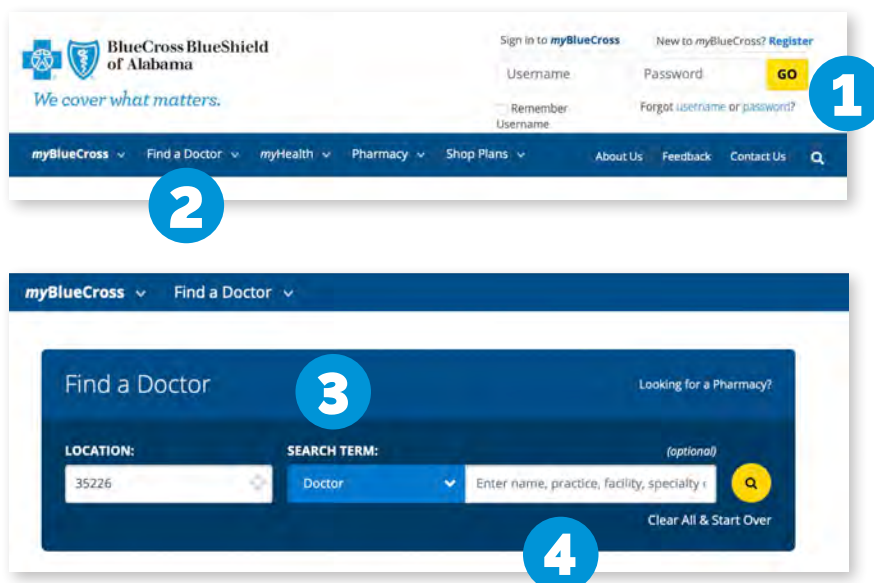 BlueCross BlueShield
of Alabama
We cover what matters.
Sign in to myBlueCross New to myBlueCross? Register
Username Password GO
Remember
Username
Forgot username or password?
1
myBlueCross Find a Doctor myHealth Pharmacy Shop Plans About Us Feedback Contact Us
2
myBlueCross Find a Doctor
Find a Doctor
3
Looking for a Pharmacy?
LOCATION: SEARCH TERM: (optional)
35226 Doctor Enter name, practice, facility, specialty
Clear All & Start Over
4